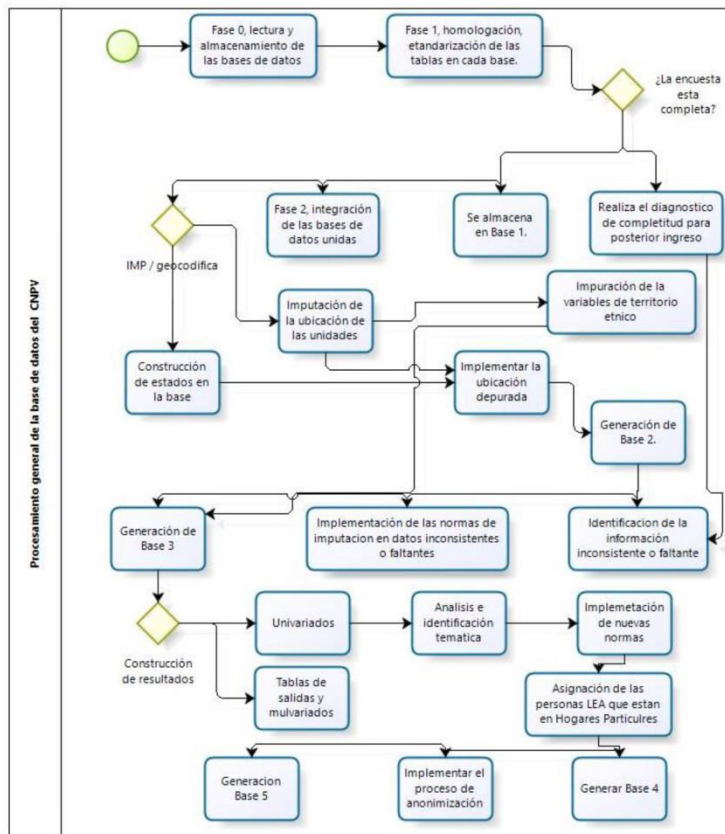 Procesamiento general de la base de datos del CNPV
Fase 0, lectura y
almacenamiento de
las bases de datos
Fase 1, homologación,
etandarización de las
tablas en cada base.
¿La encuesta
esta
completa?
Fase 2, integración
de las bases de
datos unidas
Se almacena
en Base 1.
Realiza el diagnostico
de completitud para
posterior ingreso
IMP / geocodifica
Imputación de
la ubicación de
las unidades
Impuración de la
variables de territorio
etnico
Construcción
de estados en
la base
Implementar la
ubicación
depurada
Generación de
Base 2.
Generación de
Base 3
Implementación de las normas de
imputacion en datos inconsistentes
o faltantes
Identificacion de la
información
inconsistente o faltante
Construcción
de resultados
Univariados
Analisis e
identificación
tematica
Implemetación
de nuevas
normas
Tablas de
salidas y
mulvariados
Asignación de las
personas LEA que estan
en Hogares Particulres
Generacion
Base 5
Implementar el
proceso de
anonimización
Generar Base 4